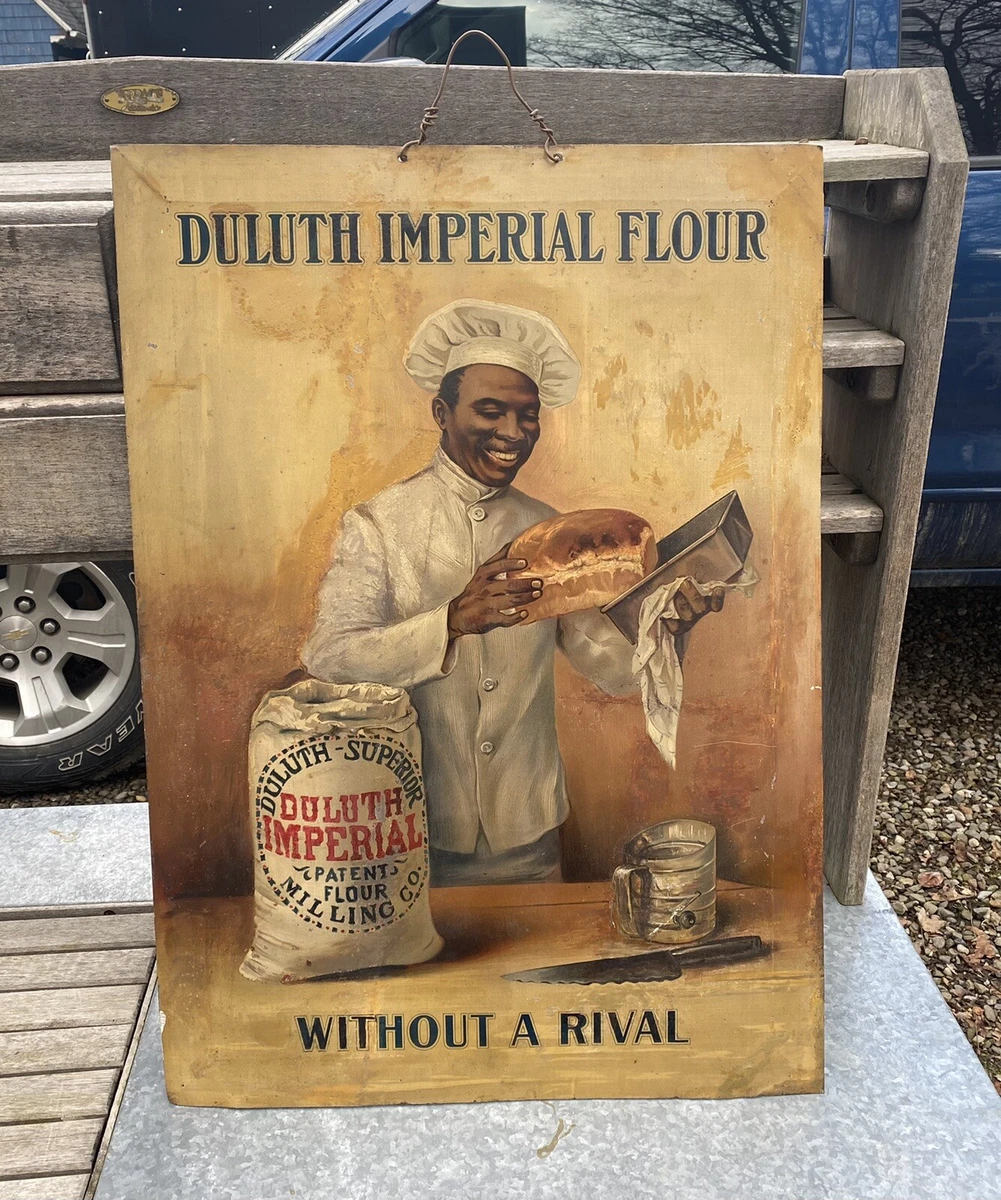 DULUTH IMPERIAL FLOUR
DULUTH-SUPERIOR
DULUTH
IMPERIAL
PATENT
FLOUR
MILLING CO.
WITHOUT A RIVAL